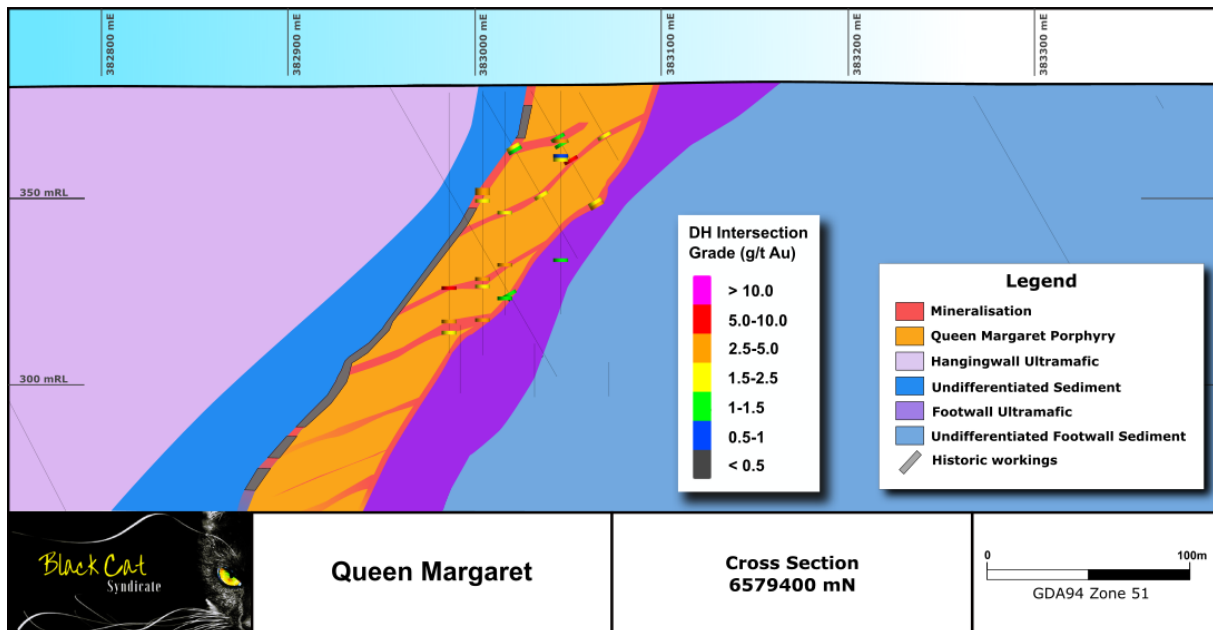 382800 mE
382900 mE
383000 mE
383100 mE
383200 mE
383300 mE
350 mRL
300 mRL
DH Intersection
Grade (g/t Au)
> 10.0
5.0-10.0
2.5-5.0
1.5-2.5
1-1.5
0.5-1
< 0.5
Legend
Mineralisation
Queen Margaret Porphyry
Hangingwall Ultramafic
Undifferentiated Sediment
Footwall Ultramafic
Undifferentiated Footwall Sediment
Historic workings
Black Cat
Syndicate
Queen Margaret
Cross Section
6579400 mN
0 100m
GDA94 Zone 51